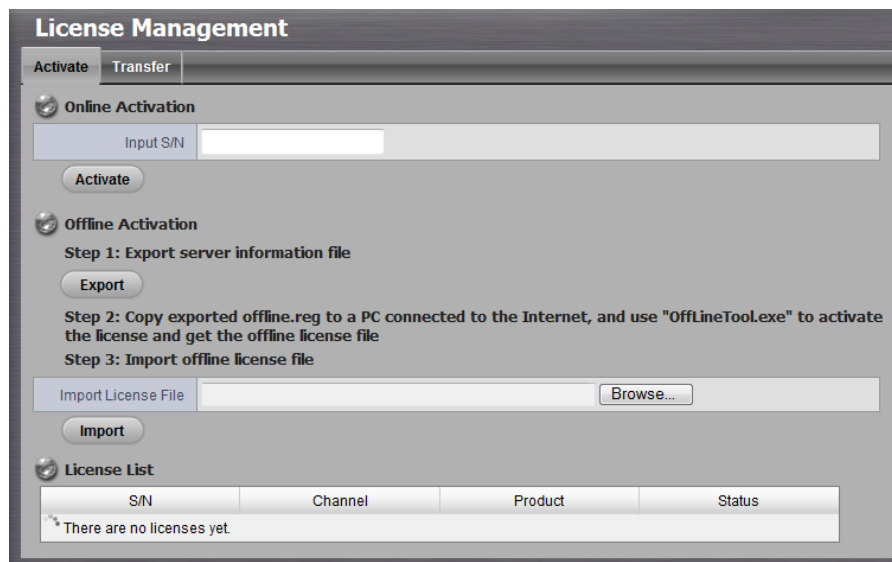 License Management
Activate Transfer
Online Activation
Input S/N
Activate
Offline Activation
Step 1: Export server information file
Export
Step 2: Copy exported offline.reg to a PC connected to the Internet, and use "OffLineTool.exe" to activate
the license and get the offline license file
Step 3: Import offline license file
Import License File Browse...
Import
License List
S/N Channel Product Status
There are no licenses yet.